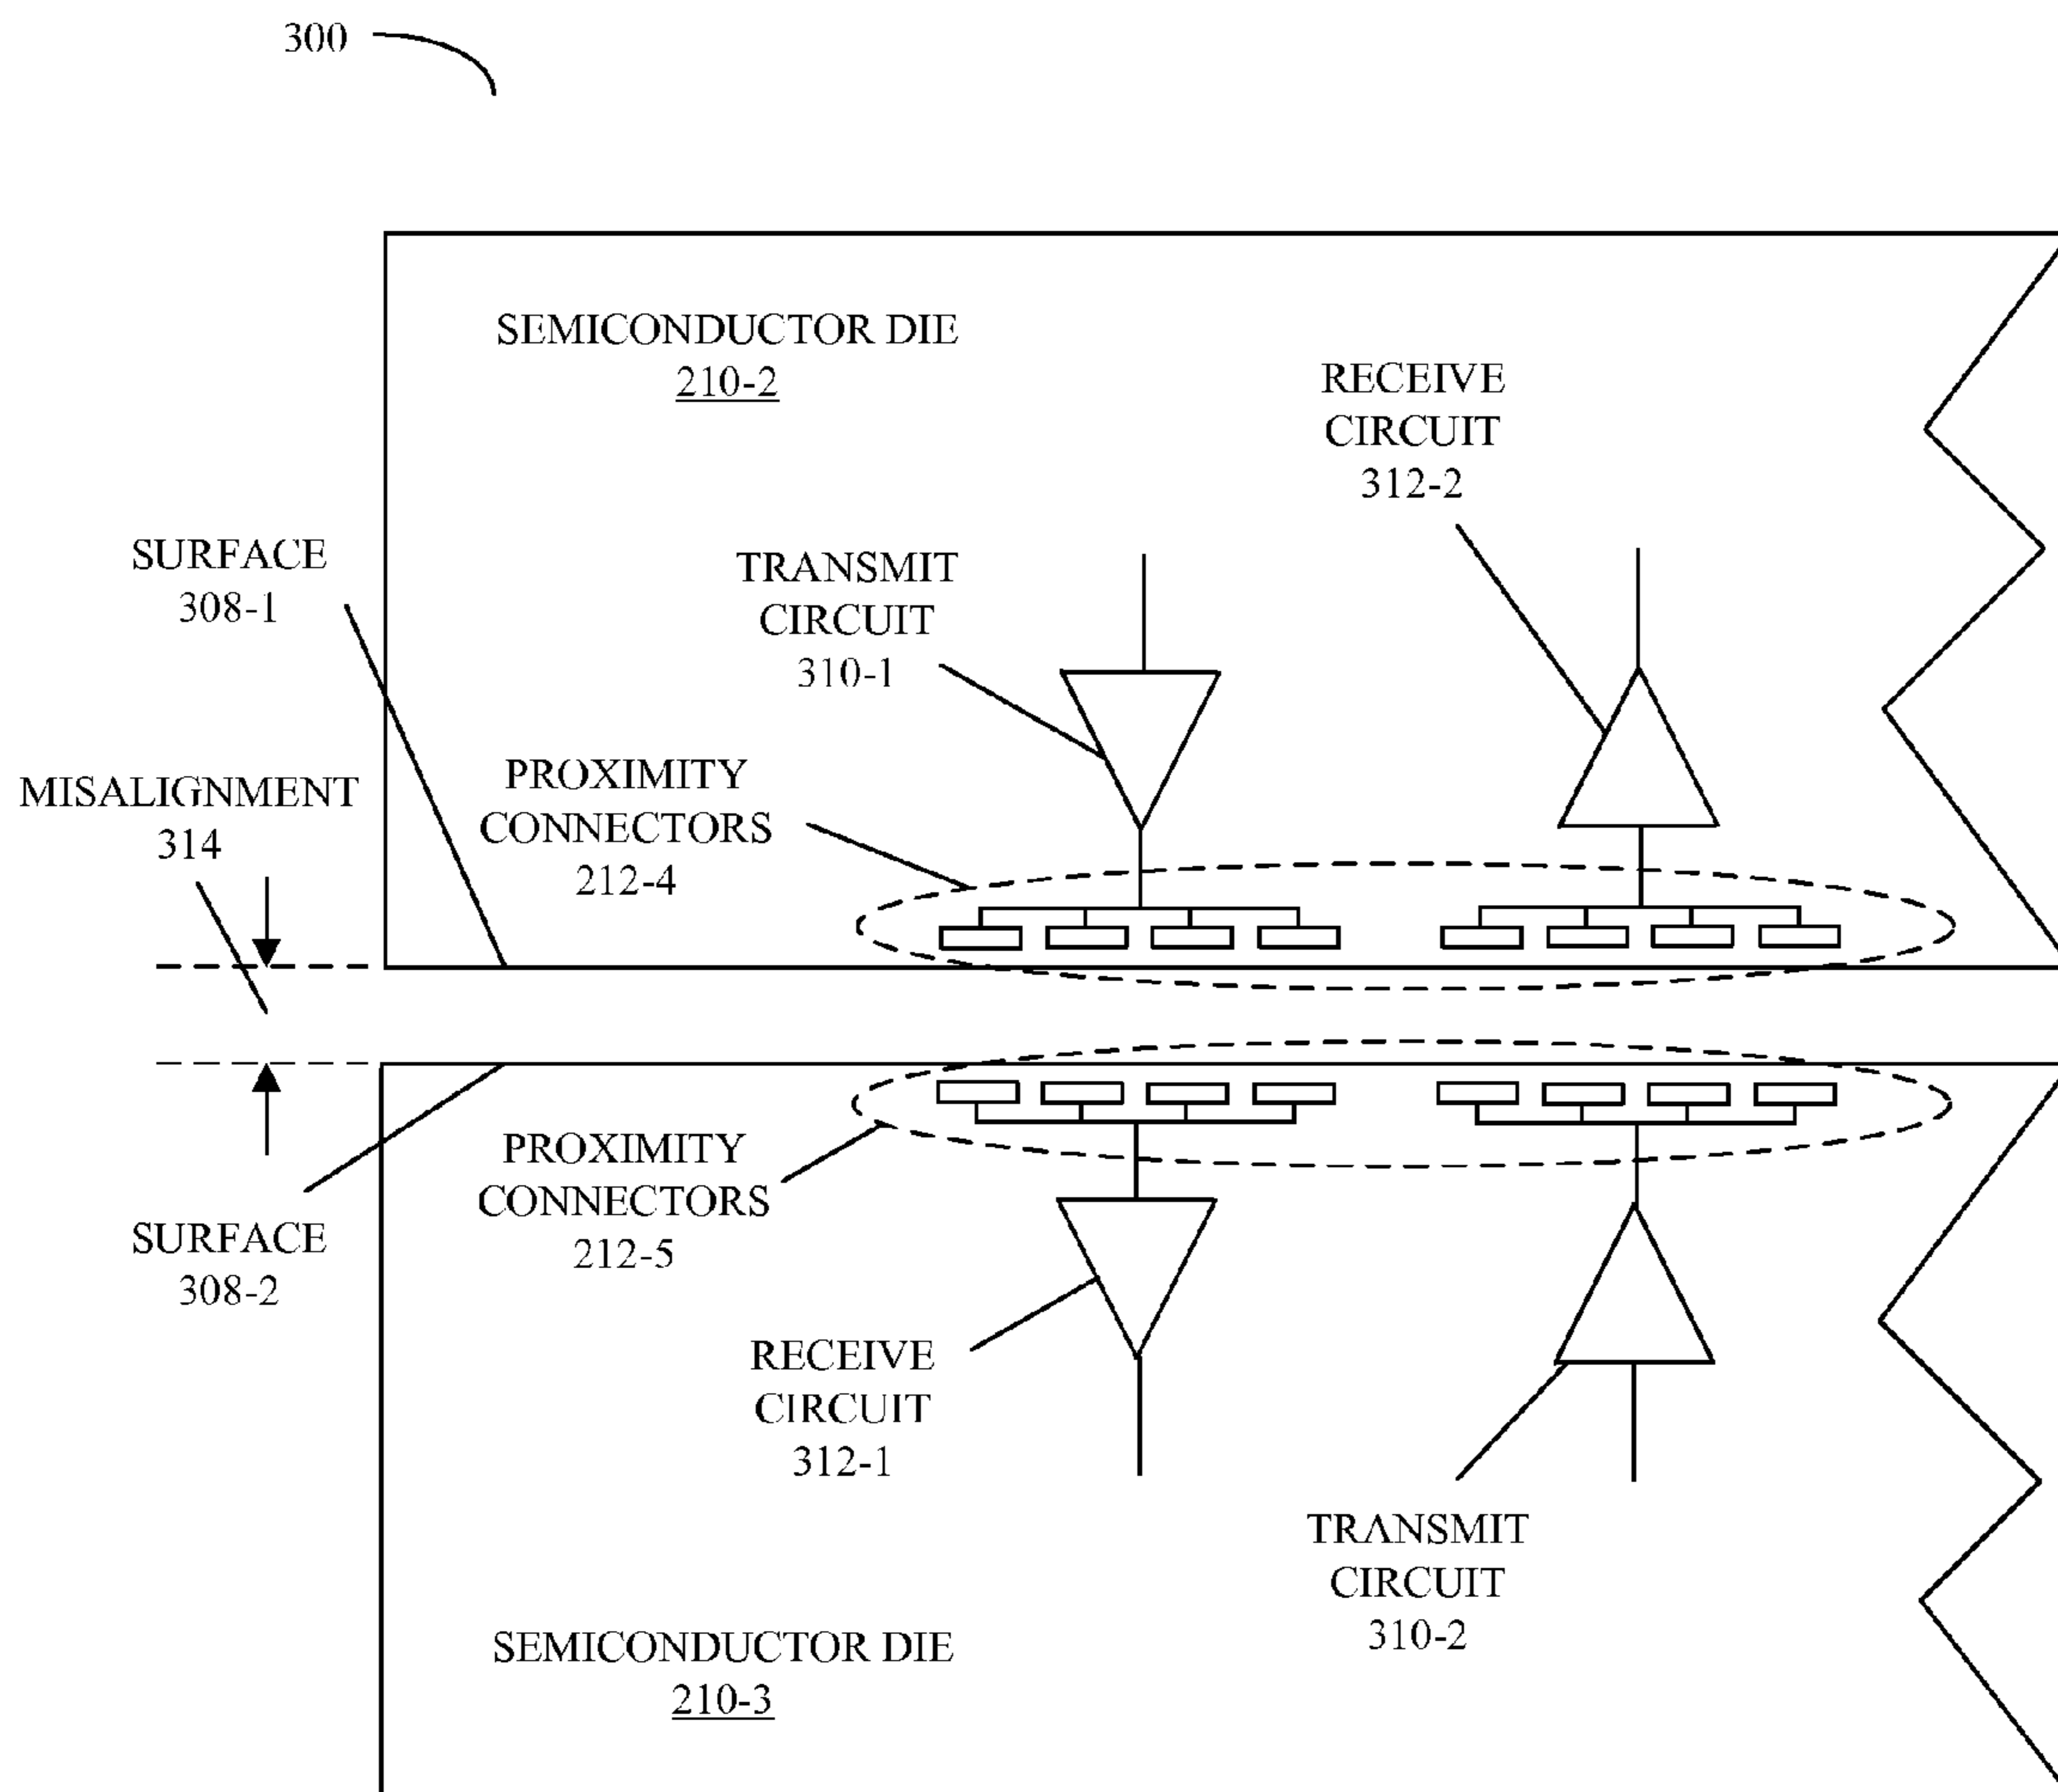 300
SEMICONDUCTOR DIE
210-2
RECEIVE
CIRCUIT
312-2
SURFACE
308-1
TRANSMIT
CIRCUIT
310-1
MISALIGNMENT
314
PROXIMITY
CONNECTORS
212-4
PROXIMITY
CONNECTORS
212-5
SURFACE
308-2
RECEIVE
CIRCUIT
312-1
TRANSMIT
CIRCUIT
310-2
SEMICONDUCTOR DIE
210-3